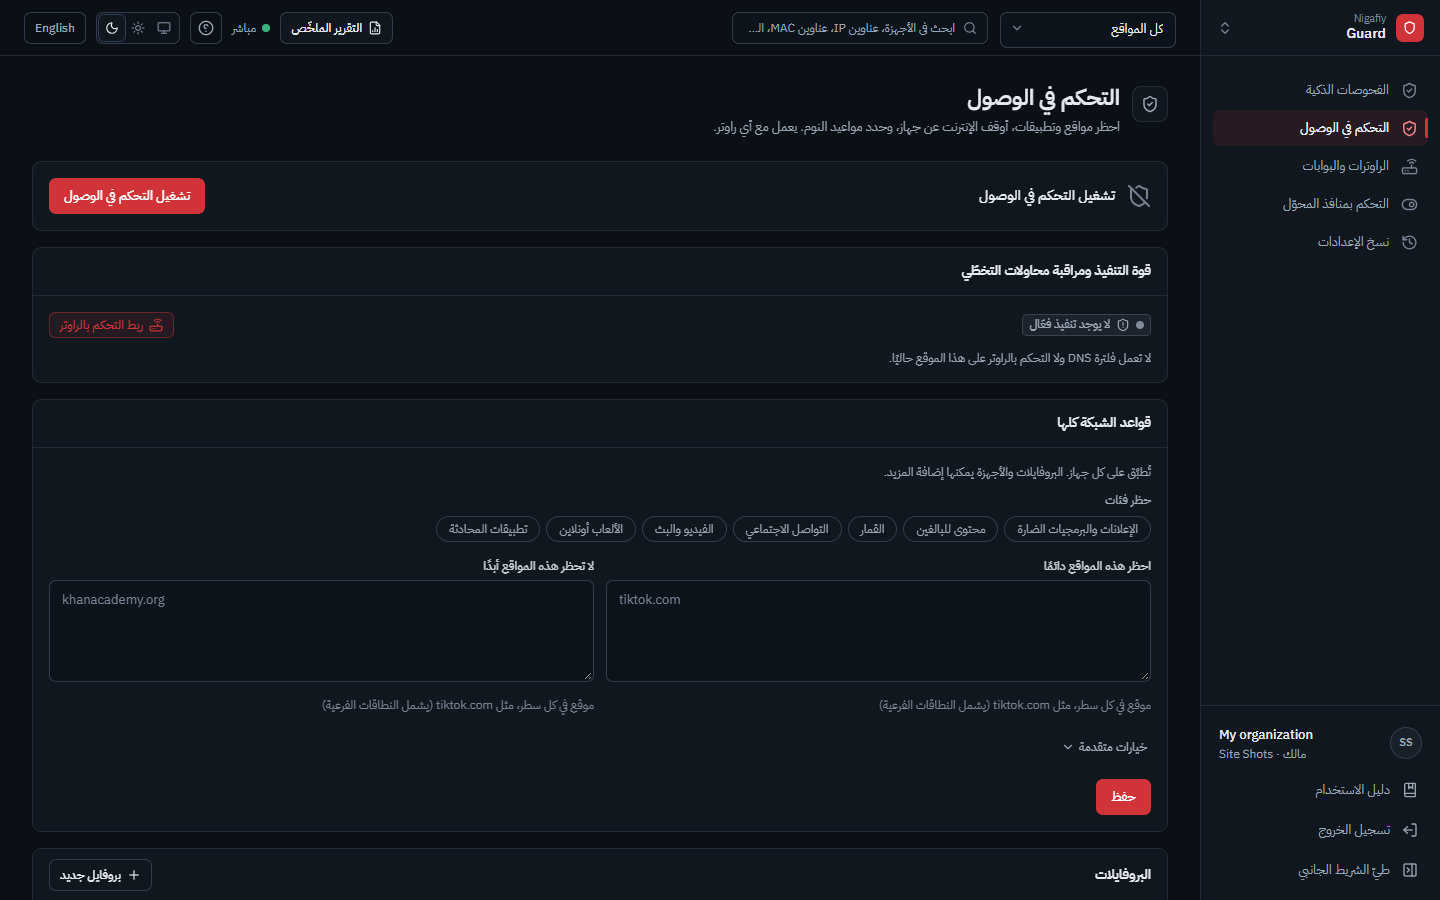 Nigafiy
Guard
كل المواقع
ابحث في الأجهزة، عناوين IP، عناوين MAC، الـ...
التقرير الملخّص
مباشر
English
الفحوصات الذكية
التحكم في الوصول
الراوترات والبوابات
التحكم بمنافذ المحوّل
نسخ الإعدادات
My organization
SS
مالك · Site Shots
دليل الاستخدام
تسجيل الخروج
طيّ الشريط الجانبي
التحكم في الوصول
احظر مواقع وتطبيقات، أوقف الإنترنت عن جهاز، وحدد مواعيد النوم. يعمل مع أي راوتر.
تشغيل التحكم في الوصول
تشغيل التحكم في الوصول
قوة التنفيذ ومراقبة محاولات التخطّي
لا يوجد تنفيذ فعّال
ربط التحكم بالراوتر
لا تعمل فلترة DNS ولا التحكم بالراوتر على هذا الموقع حاليًا.
قواعد الشبكة كلها
تُطبَّق على كل جهاز. البروفايلات والأجهزة يمكنها إضافة المزيد.
حظر فئات
الإعلانات والبرمجيات الضارة
محتوى للبالغين
القمار
التواصل الاجتماعي
الفيديو والبث
الألعاب أونلاين
تطبيقات المحادثة
احظر هذه المواقع دائمًا
لا تحظر هذه المواقع أبدًا
tiktok.com
khanacademy.org
موقع في كل سطر، مثل tiktok.com (يشمل النطاقات الفرعية)
موقع في كل سطر، مثل tiktok.com (يشمل النطاقات الفرعية)
خيارات متقدمة
حفظ
البروفايلات
بروفايل جديد